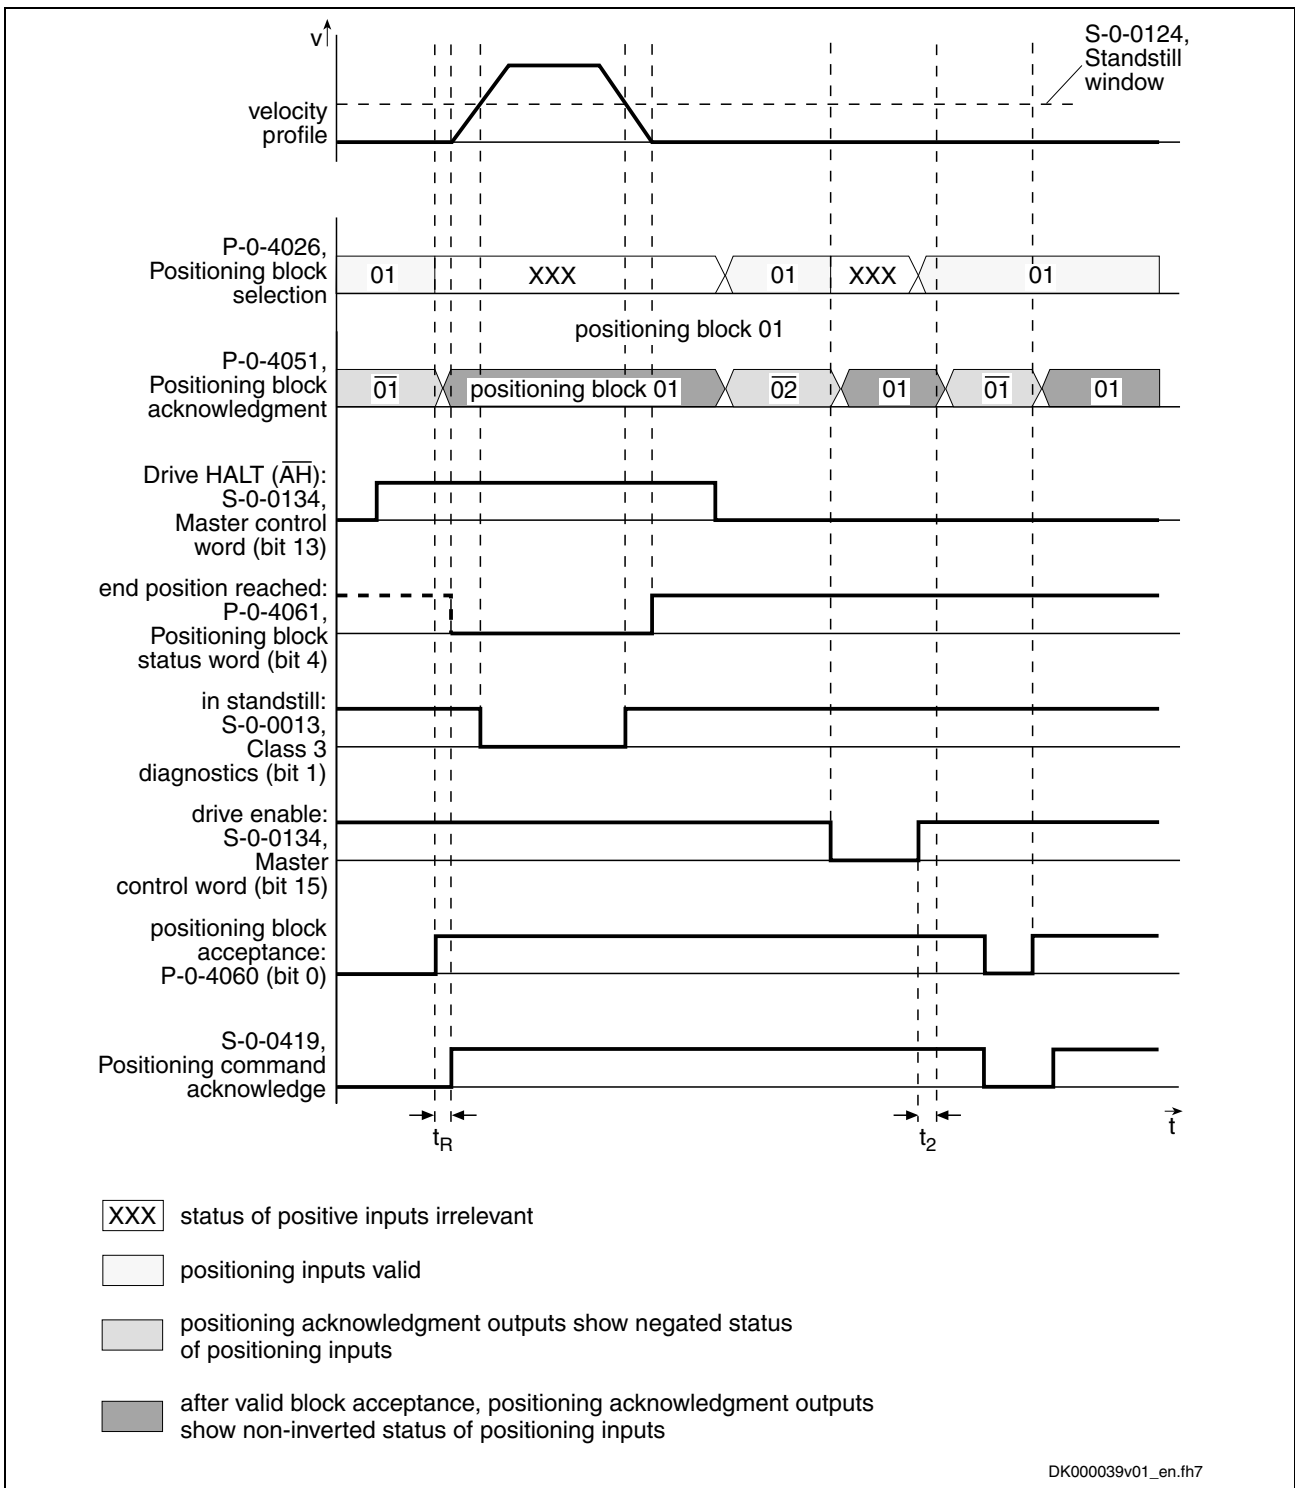 v
S-0-0124,
Standstill
window
velocity
profile
P-0-4026,
Positioning block
selection
01
XXX
01
XXX
01
positioning block 01
P-0-4051,
Positioning block
acknowledgment
0̅1̅
positioning block 01
0̅2̅
01
0̅1̅
01
Drive HALT (A̅H̅):
S-0-0134,
Master control
word (bit 13)
end position reached:
P-0-4061,
Positioning block
status word (bit 4)
in standstill:
S-0-0013,
Class 3
diagnostics (bit 1)
drive enable:
S-0-0134,
Master
control word (bit 15)
positioning block
acceptance:
P-0-4060 (bit 0)
S-0-0419,
Positioning command
acknowledge
tR
t2
t
XXX status of positive inputs irrelevant
positioning inputs valid
positioning acknowledgment outputs show negated status
of positioning inputs
after valid block acceptance, positioning acknowledgment outputs
show non-inverted status of positioning inputs
DK000039v01_en.fh7